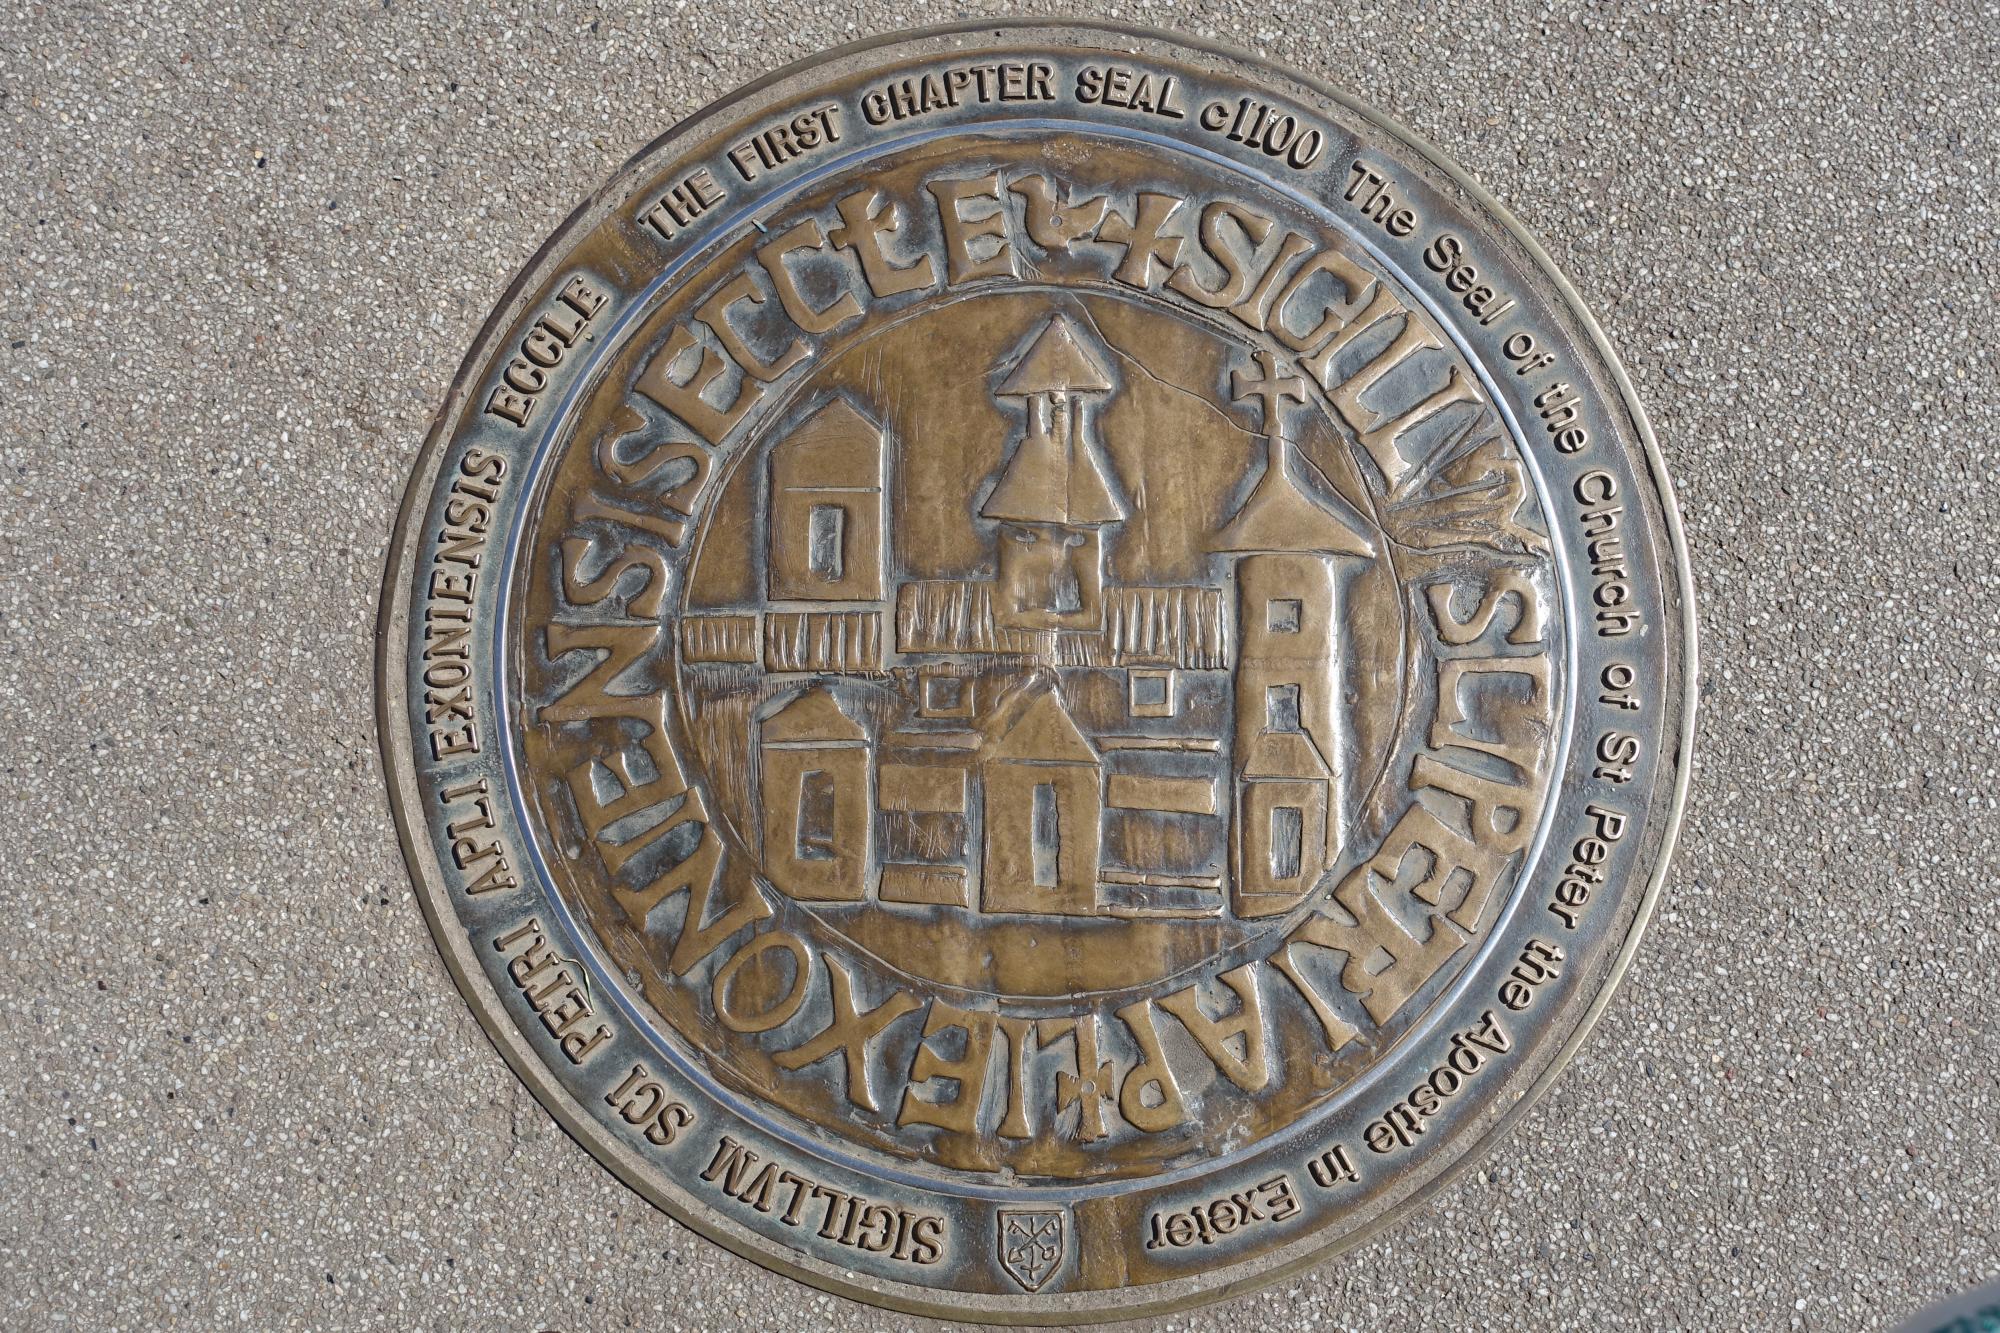 THE FIRST CHAPTER SEAL c1100
The Seal of the Church of St Peter the Apostle in Exeter
SIGILLVM SCI PETRI APLI EXONIENSIS ECCLE
SIGILLVM SCI PETRI APLI EXONIENSIS ECCLE